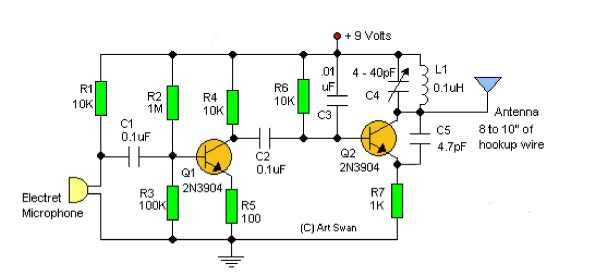 + 9 Volts
R1
10K
R2
1M
R4
10K
R6
10K
.01
uF
C3
4 - 40pF
C4
L1
0.1uH
Antenna
8 to 10" of
hookup wire
C1
0.1uF
C2
0.1uF
Q1
2N3904
Q2
2N3904
C5
4.7pF
Electret
Microphone
R3
100K
R5
100
R7
1K
(C) Art Swan